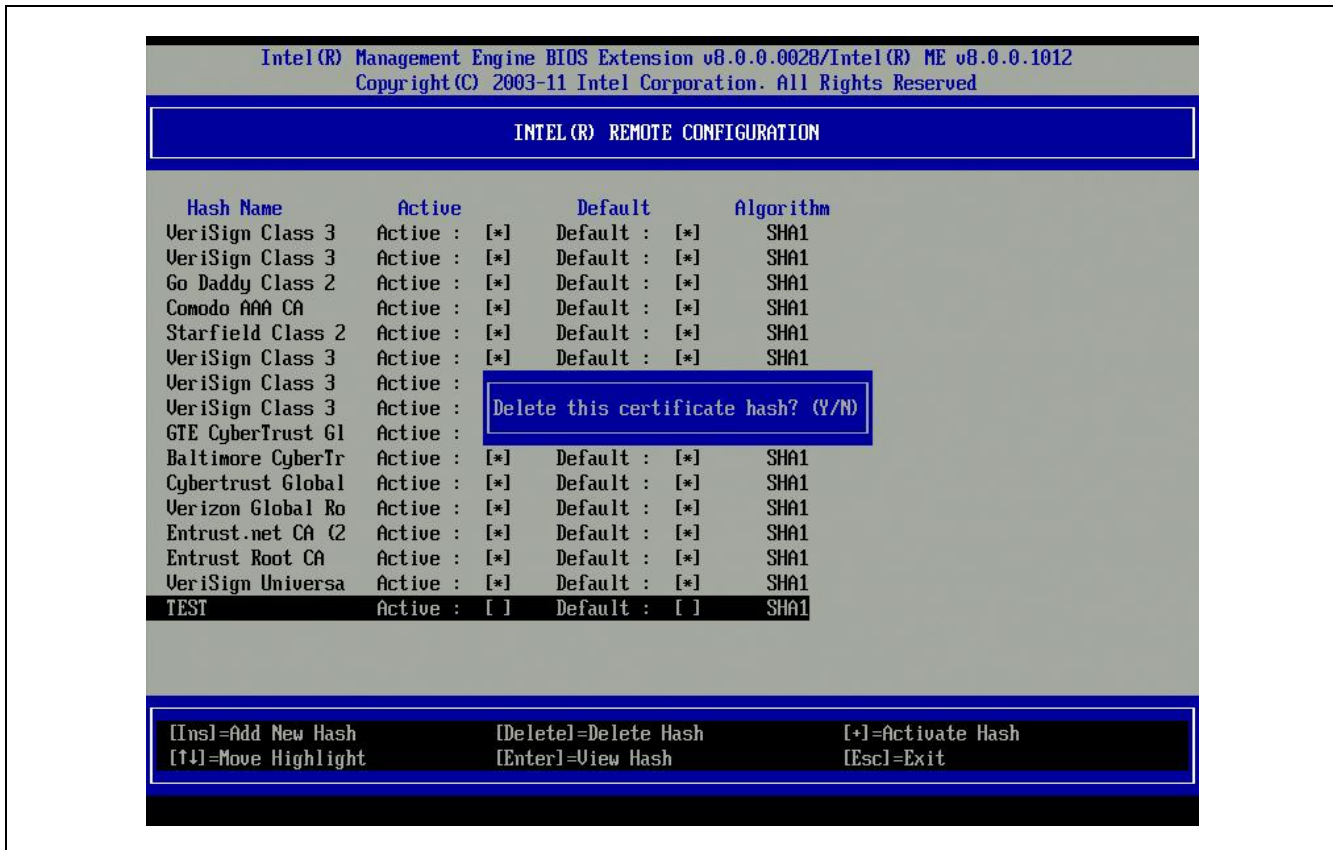 Intel(R) Management Engine BIOS Extension v8.0.0.0028/Intel(R) ME v8.0.0.1012
Copyright(C) 2003-11 Intel Corporation. All Rights Reserved
INTEL(R) REMOTE CONFIGURATION
Hash Name Active Default Algorithm
VeriSign Class 3 Active : [*] Default : [*] SHA1
VeriSign Class 3 Active : [*] Default : [*] SHA1
Go Daddy Class 2 Active : [*] Default : [*] SHA1
Comodo AAA CA Active : [*] Default : [*] SHA1
Starfield Class 2 Active : [*] Default : [*] SHA1
VeriSign Class 3 Active : [*] Default : [*] SHA1
VeriSign Class 3 Active :
VeriSign Class 3 Active : Delete this certificate hash? (Y/N)
GTE CyberTrust Gl Active :
Baltimore CyberTr Active : [*] Default : [*] SHA1
Cybertrust Global Active : [*] Default : [*] SHA1
Verizon Global Ro Active : [*] Default : [*] SHA1
Entrust.net CA (2 Active : [*] Default : [*] SHA1
Entrust Root CA Active : [*] Default : [*] SHA1
VeriSign Universa Active : [*] Default : [*] SHA1
TEST Active : [ ] Default : [ ] SHA1
[Ins]=Add New Hash [Delete]=Delete Hash [+]=Activate Hash
[↑↓]=Move Highlight [Enter]=View Hash [Esc]=Exit